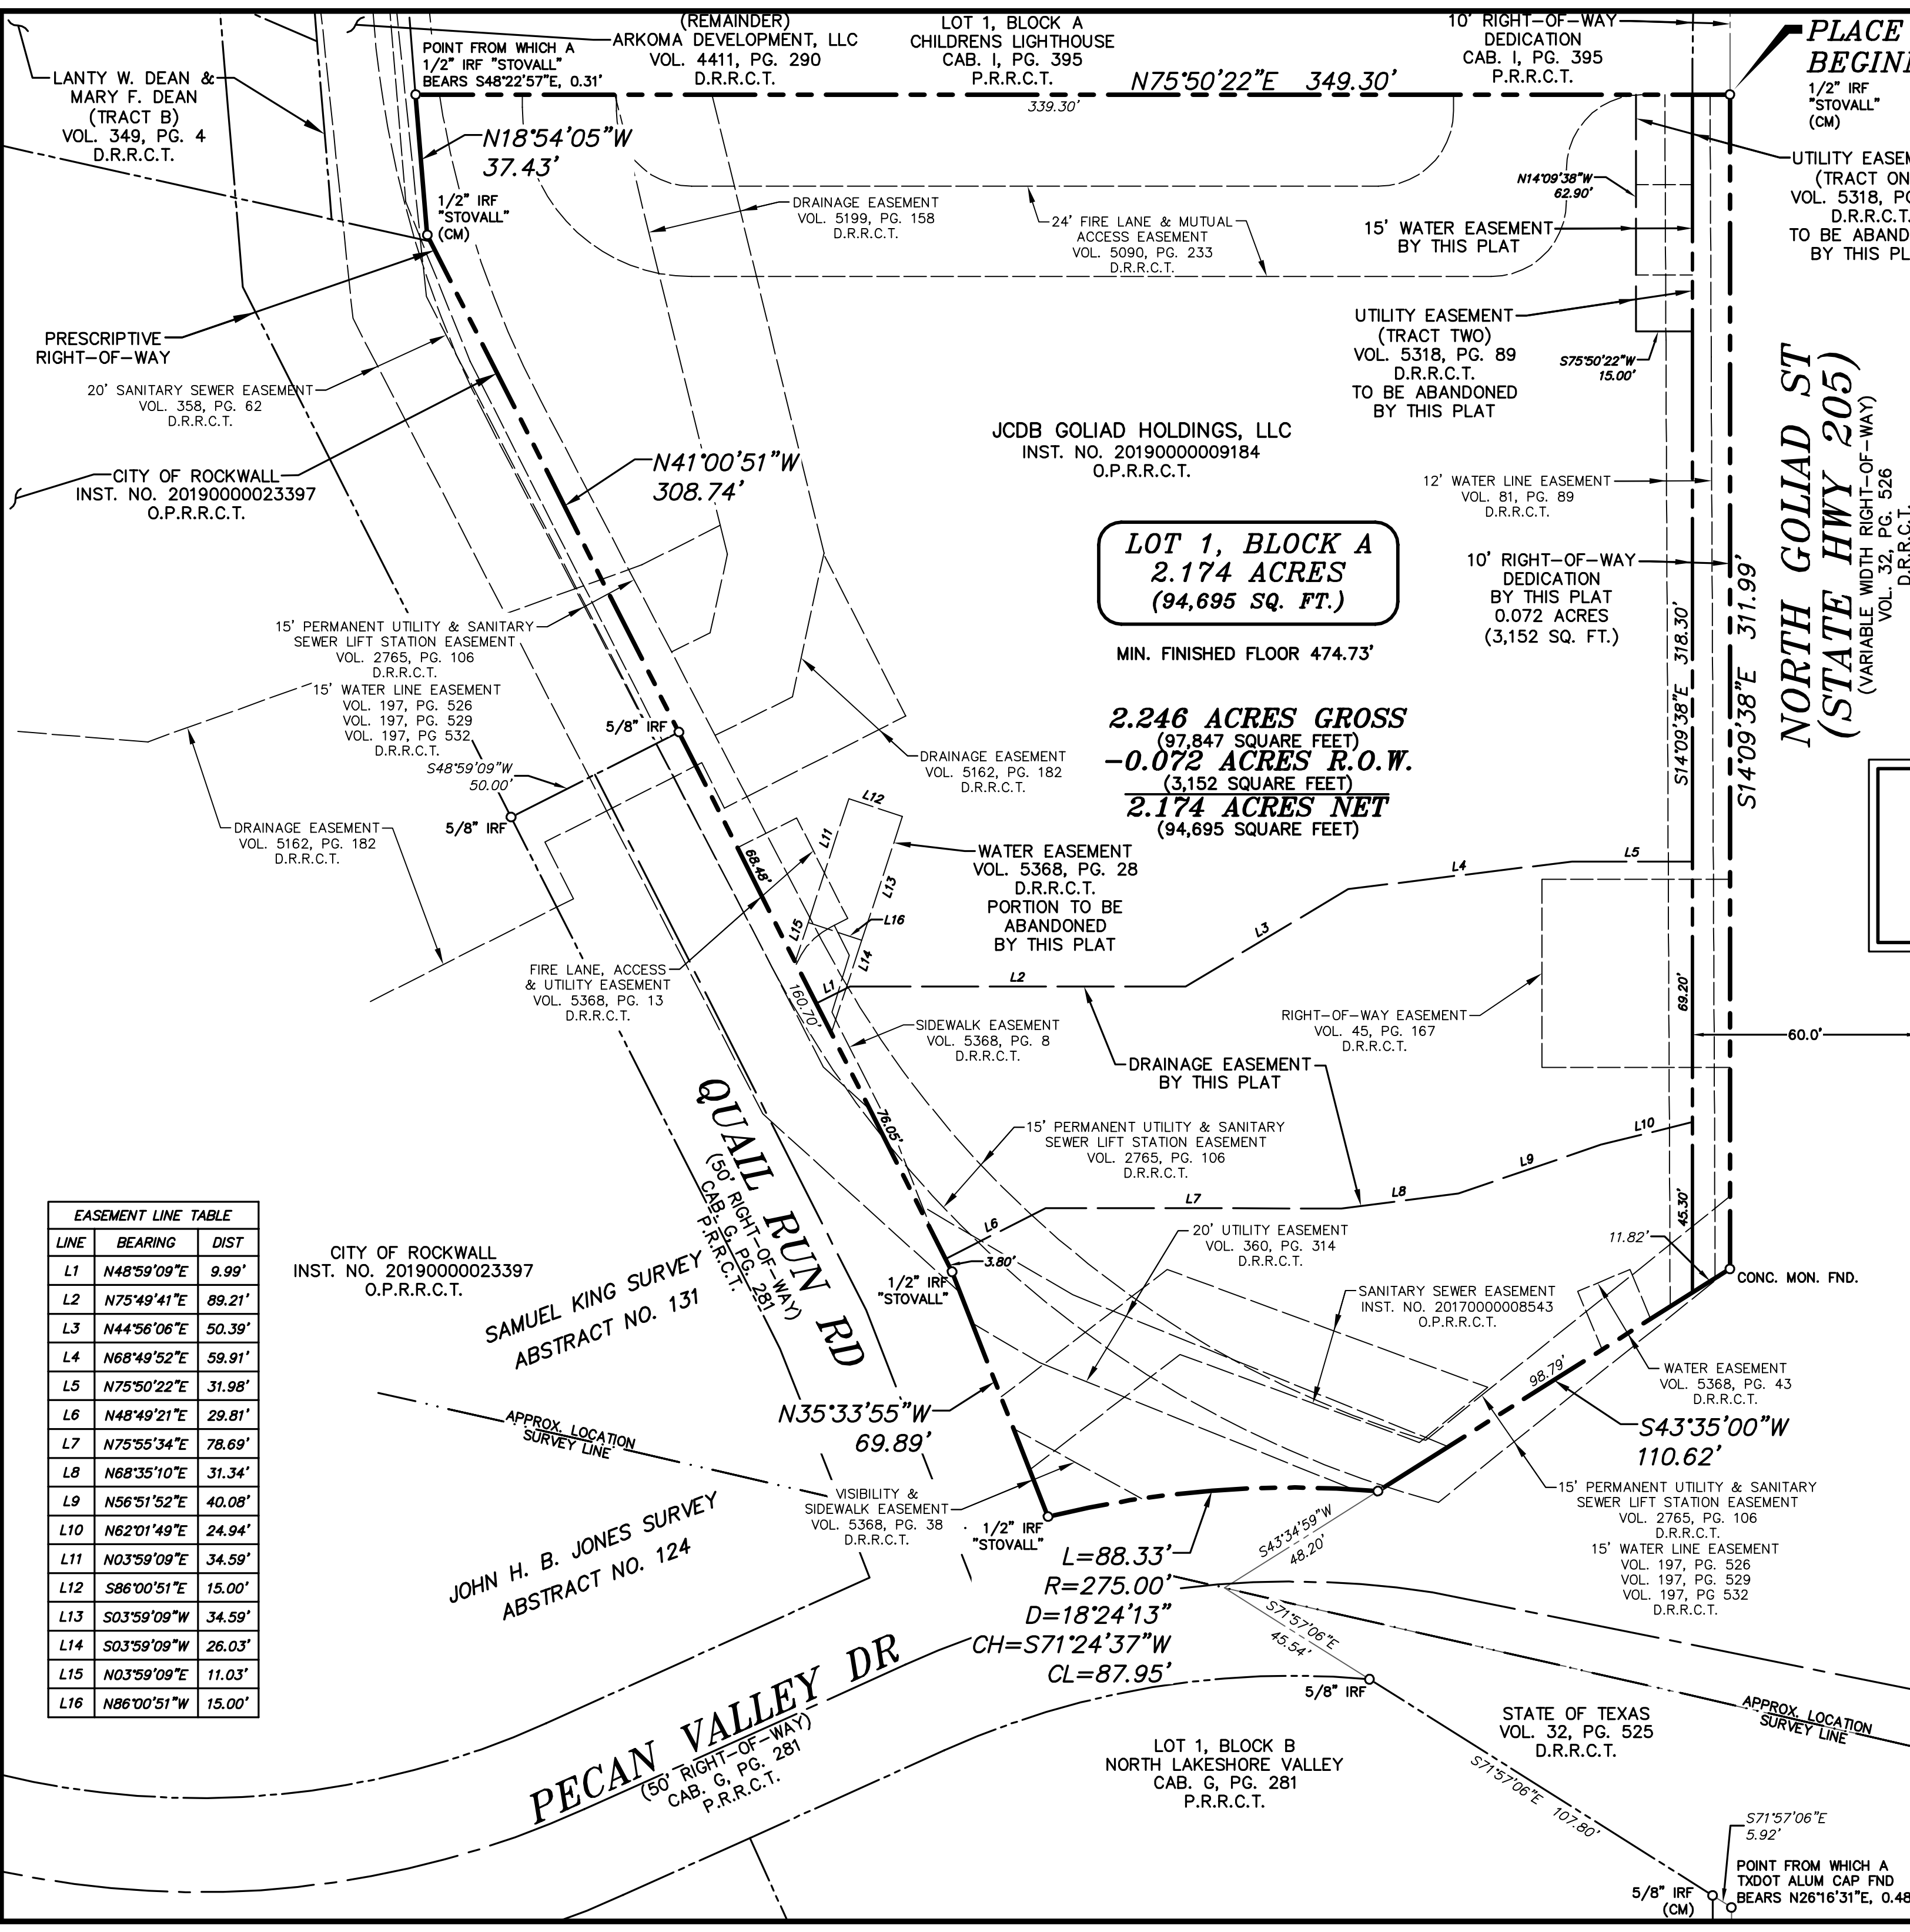 LANTY W. DEAN &
MARY F. DEAN
(TRACT B)
VOL. 349, PG. 4
D.R.R.C.T.
POINT FROM WHICH A
1/2" IRF "STOVALL"
BEARS S48°22'57"E, 0.31'
(REMAINDER)
ARKOMA DEVELOPMENT, LLC
VOL. 4411, PG. 290
D.R.R.C.T.
LOT 1, BLOCK A
CHILDRENS LIGHTHOUSE
CAB. I, PG. 395
P.R.R.C.T.
N75°50'22"E 349.30'
339.30'
10' RIGHT-OF-WAY
DEDICATION
CAB. I, PG. 395
P.R.R.C.T.
PLACE
1/2" IRF
"STOVALL"
(CM)
N18°54'05"W
37.43'
1/2" IRF
"STOVALL"
(CM)
DRAINAGE EASEMENT
VOL. 5199, PG. 158
D.R.R.C.T.
24' FIRE LANE & MUTUAL
ACCESS EASEMENT
VOL. 5090, PG. 233
D.R.R.C.T.
N14°09'38"W
62.90'
15' WATER EASEMENT
BY THIS PLAT
UTILITY
(TRACT
VOL. 5318,
D.R.R.C.T.
TO BE
BY THIS
UTILITY EASEMENT
(TRACT TWO)
VOL. 5318, PG. 89
D.R.R.C.T.
TO BE ABANDONED
BY THIS PLAT
S75°50'22"W
15.00'
PRESCRIPTIVE
RIGHT-OF-WAY
20' SANITARY SEWER EASEMENT
VOL. 358, PG. 62
D.R.R.C.T.
CITY OF ROCKWALL
INST. NO. 20190000023397
O.P.R.R.C.T.
N41°00'51"W
308.74'
JCDB GOLIAD HOLDINGS, LLC
INST. NO. 20190000009184
O.P.R.R.C.T.
12' WATER LINE EASEMENT
VOL. 81, PG. 89
D.R.R.C.T.
LOT 1, BLOCK A
2.174 ACRES
(94,695 SQ. FT.)
MIN. FINISHED FLOOR 474.73'
10' RIGHT-OF-WAY
DEDICATION
BY THIS PLAT
0.072 ACRES
(3,152 SQ. FT.)
S14°09'38"E 318.30'
S14°09'38"E 311.99'
NORTH GOLIAD ST
(STATE HWY 205)
(VARIABLE WIDTH RIGHT-OF-WAY)
VOL. 32, PG. 526
D.R.R.C.T.
2.246 ACRES GROSS
(97,847 SQUARE FEET)
-0.072 ACRES R.O.W.
(3,152 SQUARE FEET)
2.174 ACRES NET
(94,695 SQUARE FEET)
15' PERMANENT UTILITY & SANITARY
SEWER LIFT STATION EASEMENT
VOL. 2765, PG. 106
D.R.R.C.T.
15' WATER LINE EASEMENT
VOL. 197, PG. 526
VOL. 197, PG. 529
VOL. 197, PG 532
D.R.R.C.T.
5/8" IRF
S48°59'09"W
50.00'
5/8" IRF
DRAINAGE EASEMENT
VOL. 5162, PG. 182
D.R.R.C.T.
DRAINAGE EASEMENT
VOL. 5162, PG. 182
D.R.R.C.T.
L12
L11
L13
L15
L16
L14
68.48'
WATER EASEMENT
VOL. 5368, PG. 28
D.R.R.C.T.
PORTION TO BE
ABANDONED
BY THIS PLAT
L5
L4
L3
L2
L1
160.70'
FIRE LANE, ACCESS
& UTILITY EASEMENT
VOL. 5368, PG. 13
D.R.R.C.T.
SIDEWALK EASEMENT
VOL. 5368, PG. 8
D.R.R.C.T.
RIGHT-OF-WAY EASEMENT
VOL. 45, PG. 167
D.R.R.C.T.
69.20'
60.0'
DRAINAGE EASEMENT
BY THIS PLAT
76.05'
15' PERMANENT UTILITY & SANITARY
SEWER LIFT STATION EASEMENT
VOL. 2765, PG. 106
D.R.R.C.T.
L10
L9
L8
L7
L6
45.30'
11.82'
QUAIL RUN RD
(50' RIGHT-OF-WAY)
CAB. G, PG. 281
P.R.R.C.T.
3.80'
1/2" IRF
"STOVALL"
20' UTILITY EASEMENT
VOL. 360, PG. 314
D.R.R.C.T.
SANITARY SEWER EASEMENT
INST. NO. 20170000008543
O.P.R.R.C.T.
CONC. MON. FND.
EASEMENT LINE TABLE
LINE BEARING DIST
L1 N48°59'09"E 9.99'
L2 N75°49'41"E 89.21'
L3 N44°56'06"E 50.39'
L4 N68°49'52"E 59.91'
L5 N75°50'22"E 31.98'
L6 N48°49'21"E 29.81'
L7 N75°55'34"E 78.69'
L8 N68°35'10"E 31.34'
L9 N56°51'52"E 40.08'
L10 N62°01'49"E 24.94'
L11 N03°59'09"E 34.59'
L12 S86°00'51"E 15.00'
L13 S03°59'09"W 34.59'
L14 S03°59'09"W 26.03'
L15 N03°59'09"E 11.03'
L16 N86°00'51"W 15.00'
CITY OF ROCKWALL
INST. NO. 20190000023397
O.P.R.R.C.T.
SAMUEL KING SURVEY
ABSTRACT NO. 131
APPROX. LOCATION
SURVEY LINE
JOHN H. B. JONES SURVEY
ABSTRACT NO. 124
N35°33'55"W
69.89'
VISIBILITY &
SIDEWALK EASEMENT
VOL. 5368, PG. 38
D.R.R.C.T.
1/2" IRF
"STOVALL"
98.79'
WATER EASEMENT
VOL. 5368, PG. 43
D.R.R.C.T.
S43°35'00"W
110.62'
15' PERMANENT UTILITY & SANITARY
SEWER LIFT STATION EASEMENT
VOL. 2765, PG. 106
D.R.R.C.T.
15' WATER LINE EASEMENT
VOL. 197, PG. 526
VOL. 197, PG. 529
VOL. 197, PG 532
D.R.R.C.T.
L=88.33'
R=275.00'
D=18°24'13"
CH=S71°24'37"W
CL=87.95'
S43°34'59"W
48.20'
S71°57'06"E
45.54'
5/8" IRF
PECAN VALLEY DR
(50' RIGHT-OF-WAY)
CAB. G, PG. 281
P.R.R.C.T.
LOT 1, BLOCK B
NORTH LAKESHORE VALLEY
CAB. G, PG. 281
P.R.R.C.T.
STATE OF TEXAS
VOL. 32, PG. 525
D.R.R.C.T.
APPROX. LOCATION
SURVEY LINE
S71°57'06"E 107.80'
S71°57'06"E
5.92'
POINT FROM WHICH A
TXDOT ALUM CAP FND
BEARS N26°16'31"E, 0.48
5/8" IRF
(CM)